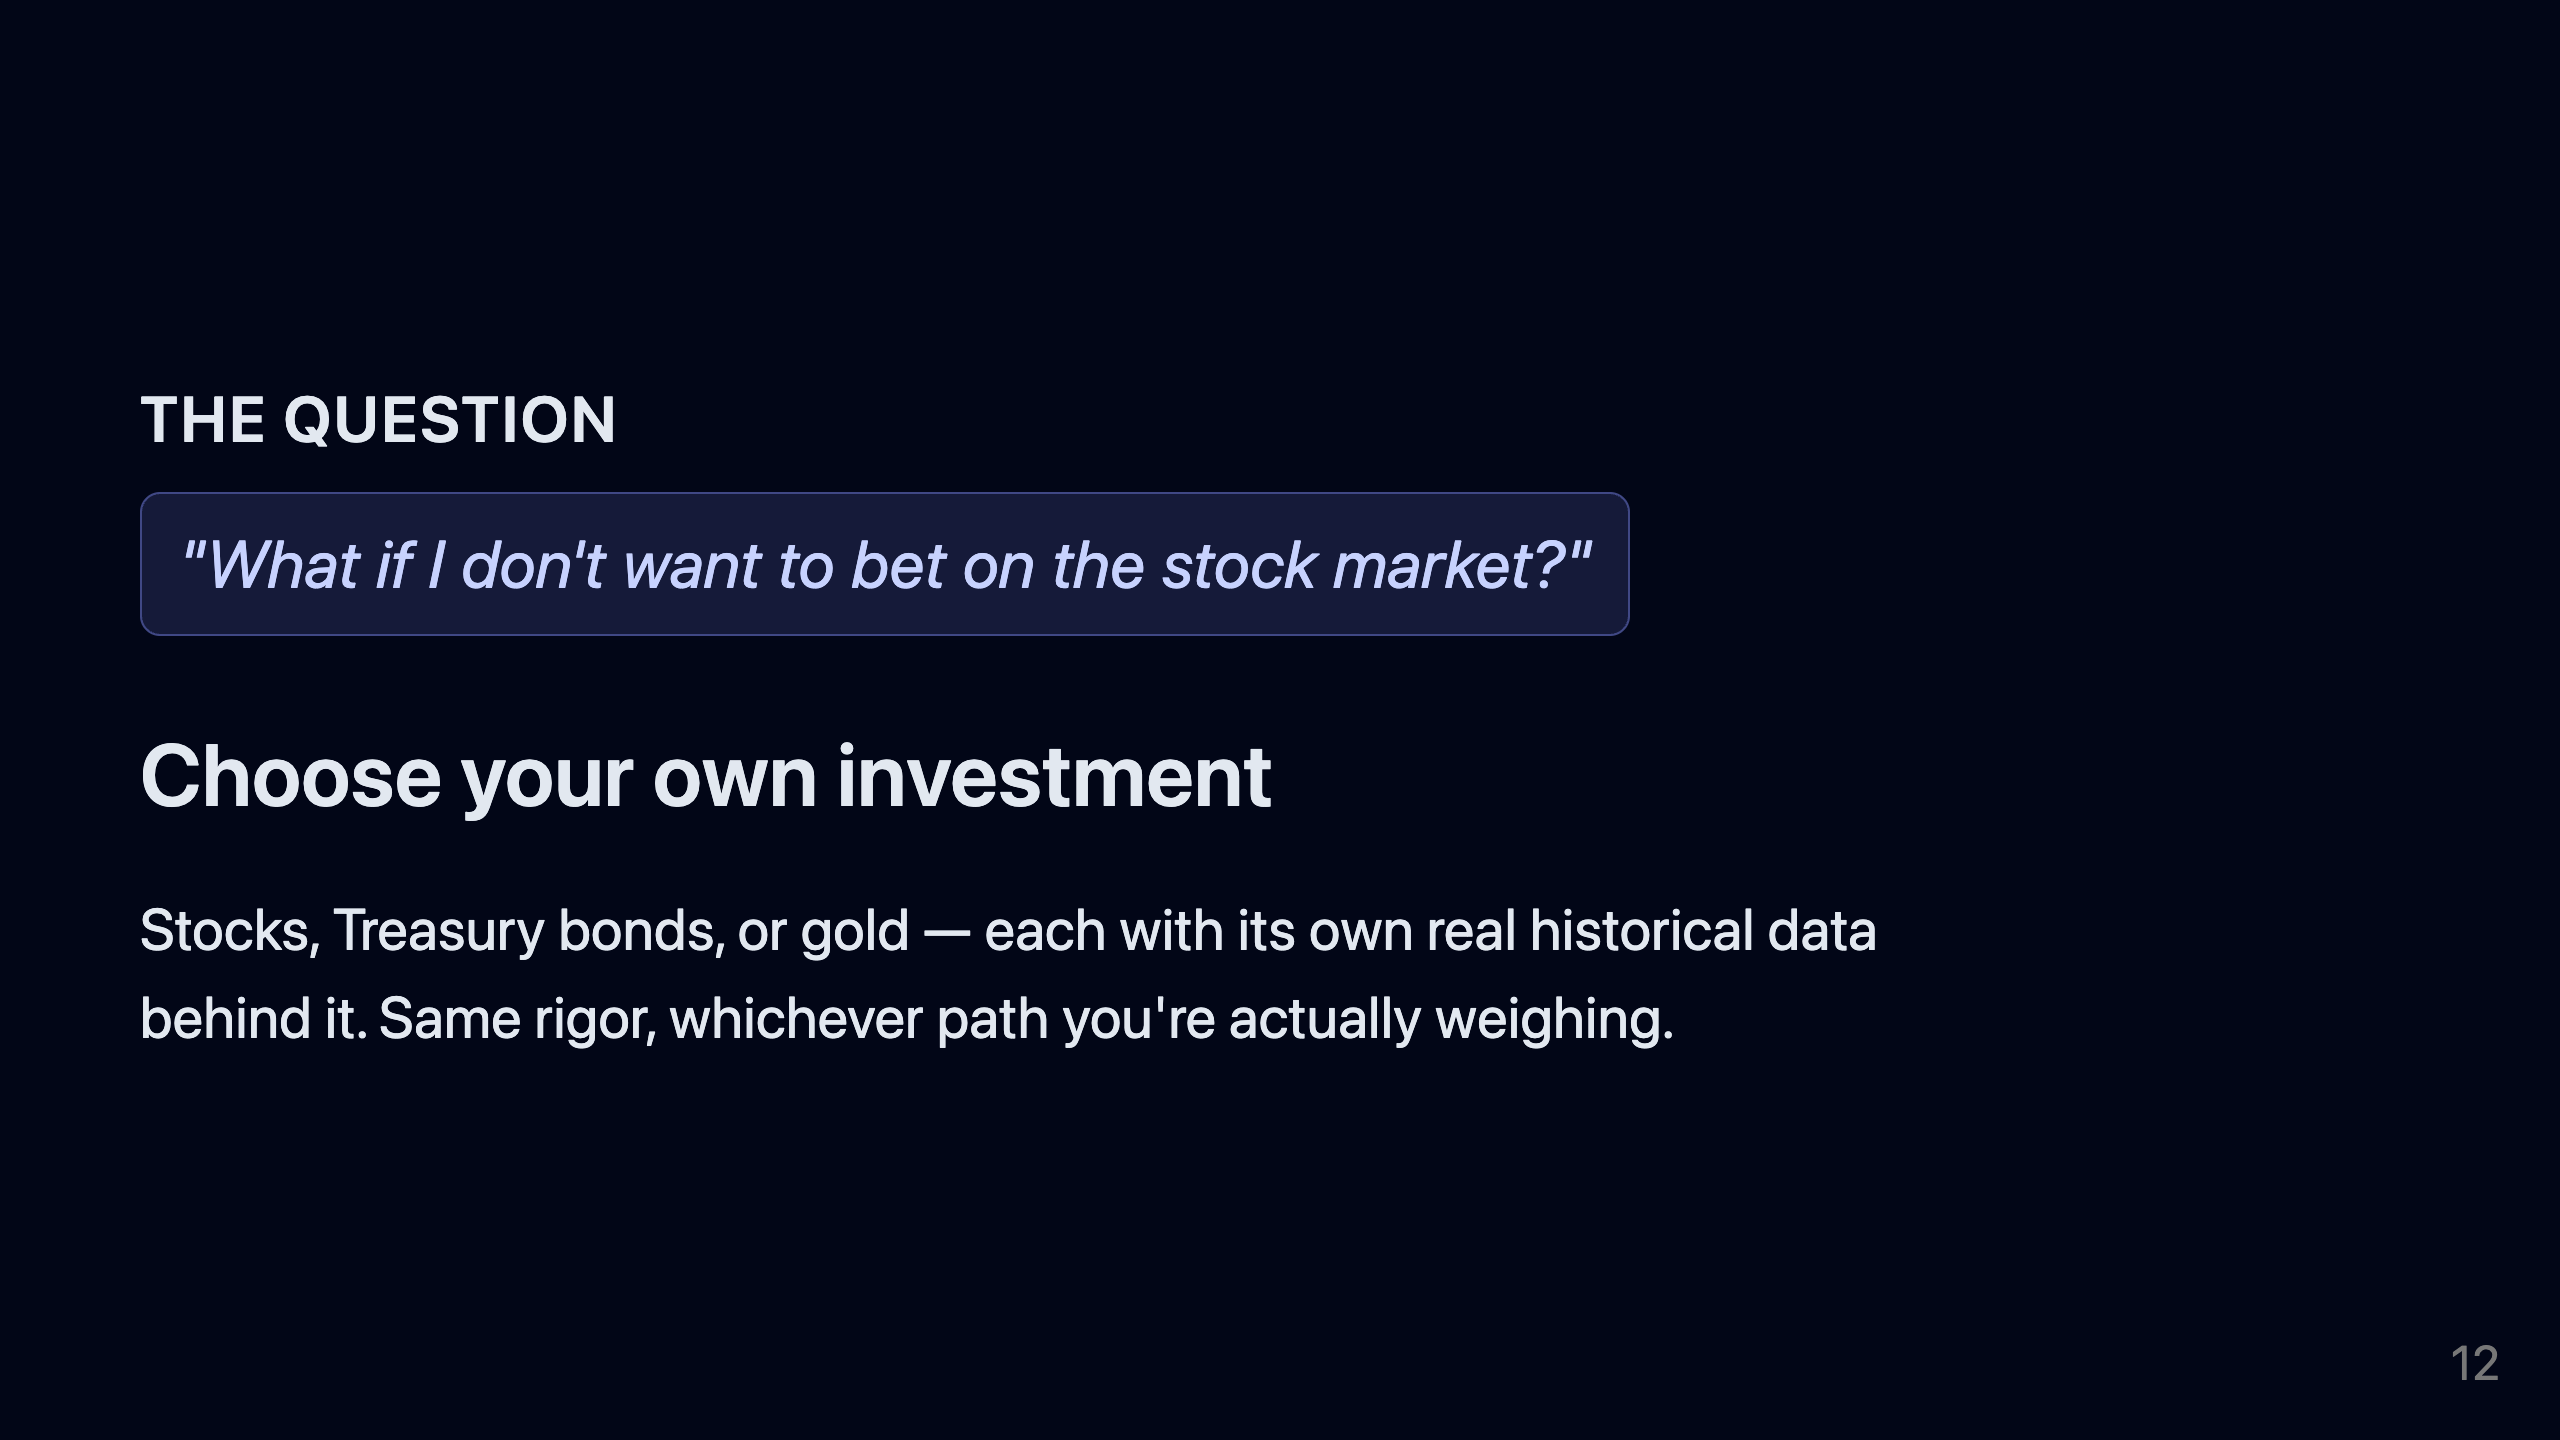 THE QUESTION
"What if I don't want to bet on the stock market?"
Choose your own investment
Stocks, Treasury bonds, or gold — each with its own real historical data
behind it. Same rigor, whichever path you're actually weighing.
12